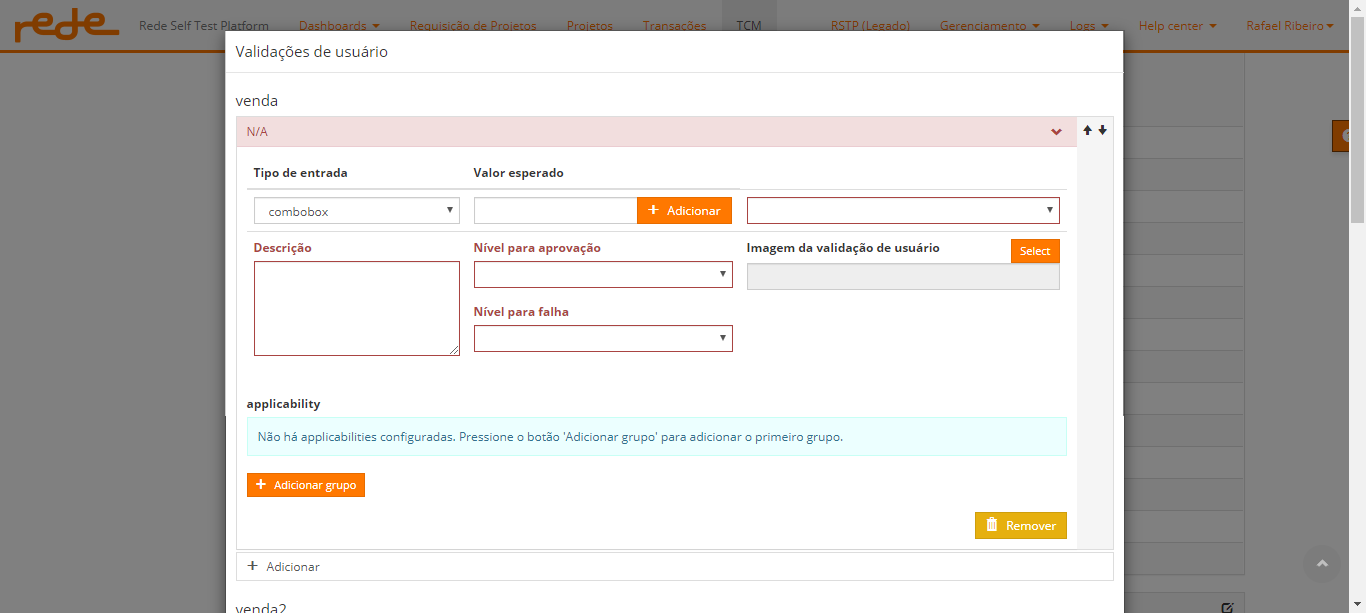 rede Rede Self Test Platform Dashboards Requisição de Projetos Projetos Transações TCM RSTP (Legado) Gerenciamento Logs Help center Rafael Ribeiro
Validações de usuário
venda
N/A
Tipo de entrada Valor esperado
combobox + Adicionar
Descrição Nível para aprovação Imagem da validação de usuário Select
Nível para falha
applicability
Não há applicabilities configuradas. Pressione o botão 'Adicionar grupo' para adicionar o primeiro grupo.
+ Adicionar grupo
Remover
+ Adicionar
venda2